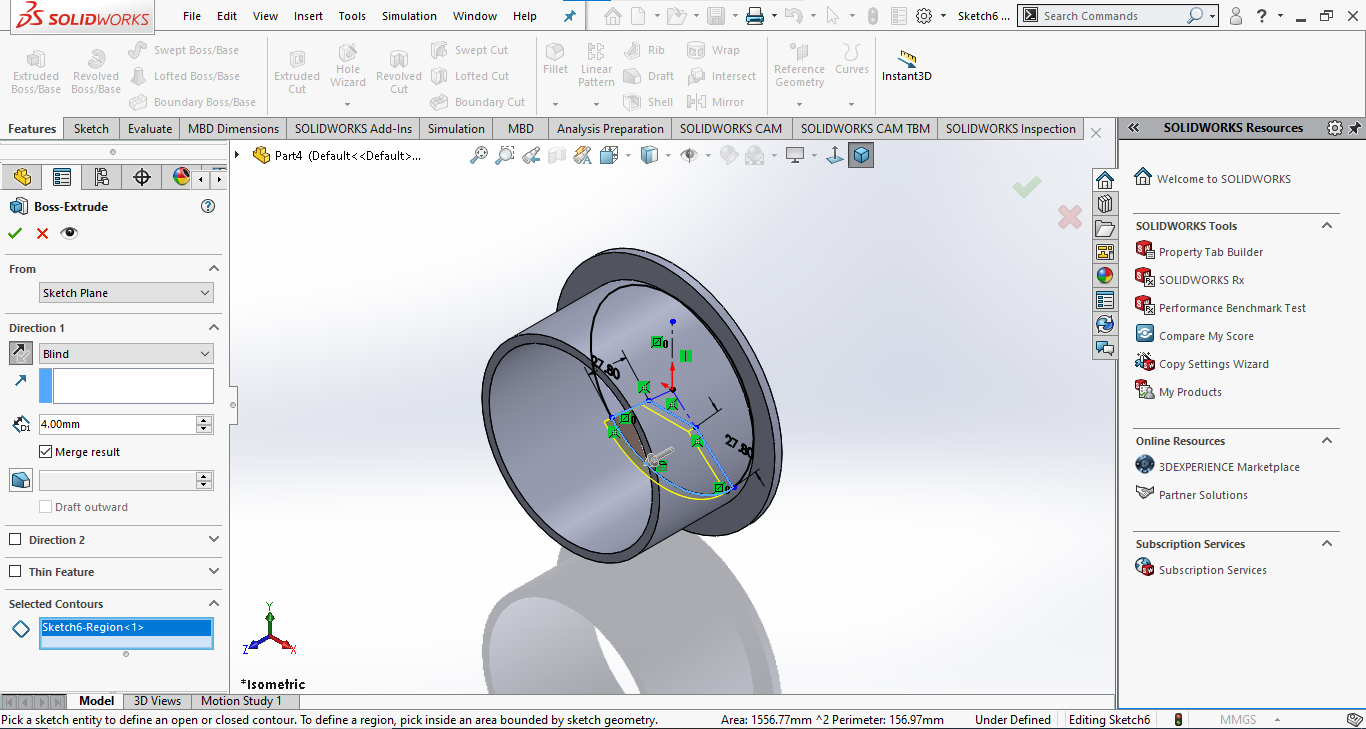 SOLIDWORKS
File Edit View Insert Tools Simulation Window Help
Sketch6 ...
Search Commands
?
Extruded Boss/Base
Revolved Boss/Base
Swept Boss/Base
Lofted Boss/Base
Boundary Boss/Base
Extruded Cut
Hole Wizard
Revolved Cut
Swept Cut
Lofted Cut
Boundary Cut
Fillet
Linear Pattern
Rib
Draft
Shell
Wrap
Intersect
Mirror
Reference Geometry
Curves
Instant3D
Features Sketch Evaluate MBD Dimensions SOLIDWORKS Add-Ins Simulation MBD Analysis Preparation SOLIDWORKS CAM SOLIDWORKS CAM TBM SOLIDWORKS Inspection
Boss-Extrude
From
Sketch Plane
Direction 1
Blind
D1
4.00mm
Merge result
Draft outward
Direction 2
Thin Feature
Selected Contours
Sketch6-Region<1>
Part4 (Default<<Default>...
27.80
0
0
27.80
0
Y
Z
X
*Isometric
SOLIDWORKS Resources
Welcome to SOLIDWORKS
SOLIDWORKS Tools
Property Tab Builder
SOLIDWORKS Rx
Performance Benchmark Test
Compare My Score
Copy Settings Wizard
My Products
Online Resources
3DEXPERIENCE Marketplace
Partner Solutions
Subscription Services
Subscription Services
Model 3D Views Motion Study 1
Pick a sketch entity to define an open or closed contour. To define a region, pick inside an area bounded by sketch geometry.
Area: 1556.77mm ^2 Perimeter: 156.97mm
Under Defined
Editing Sketch6
MMGS